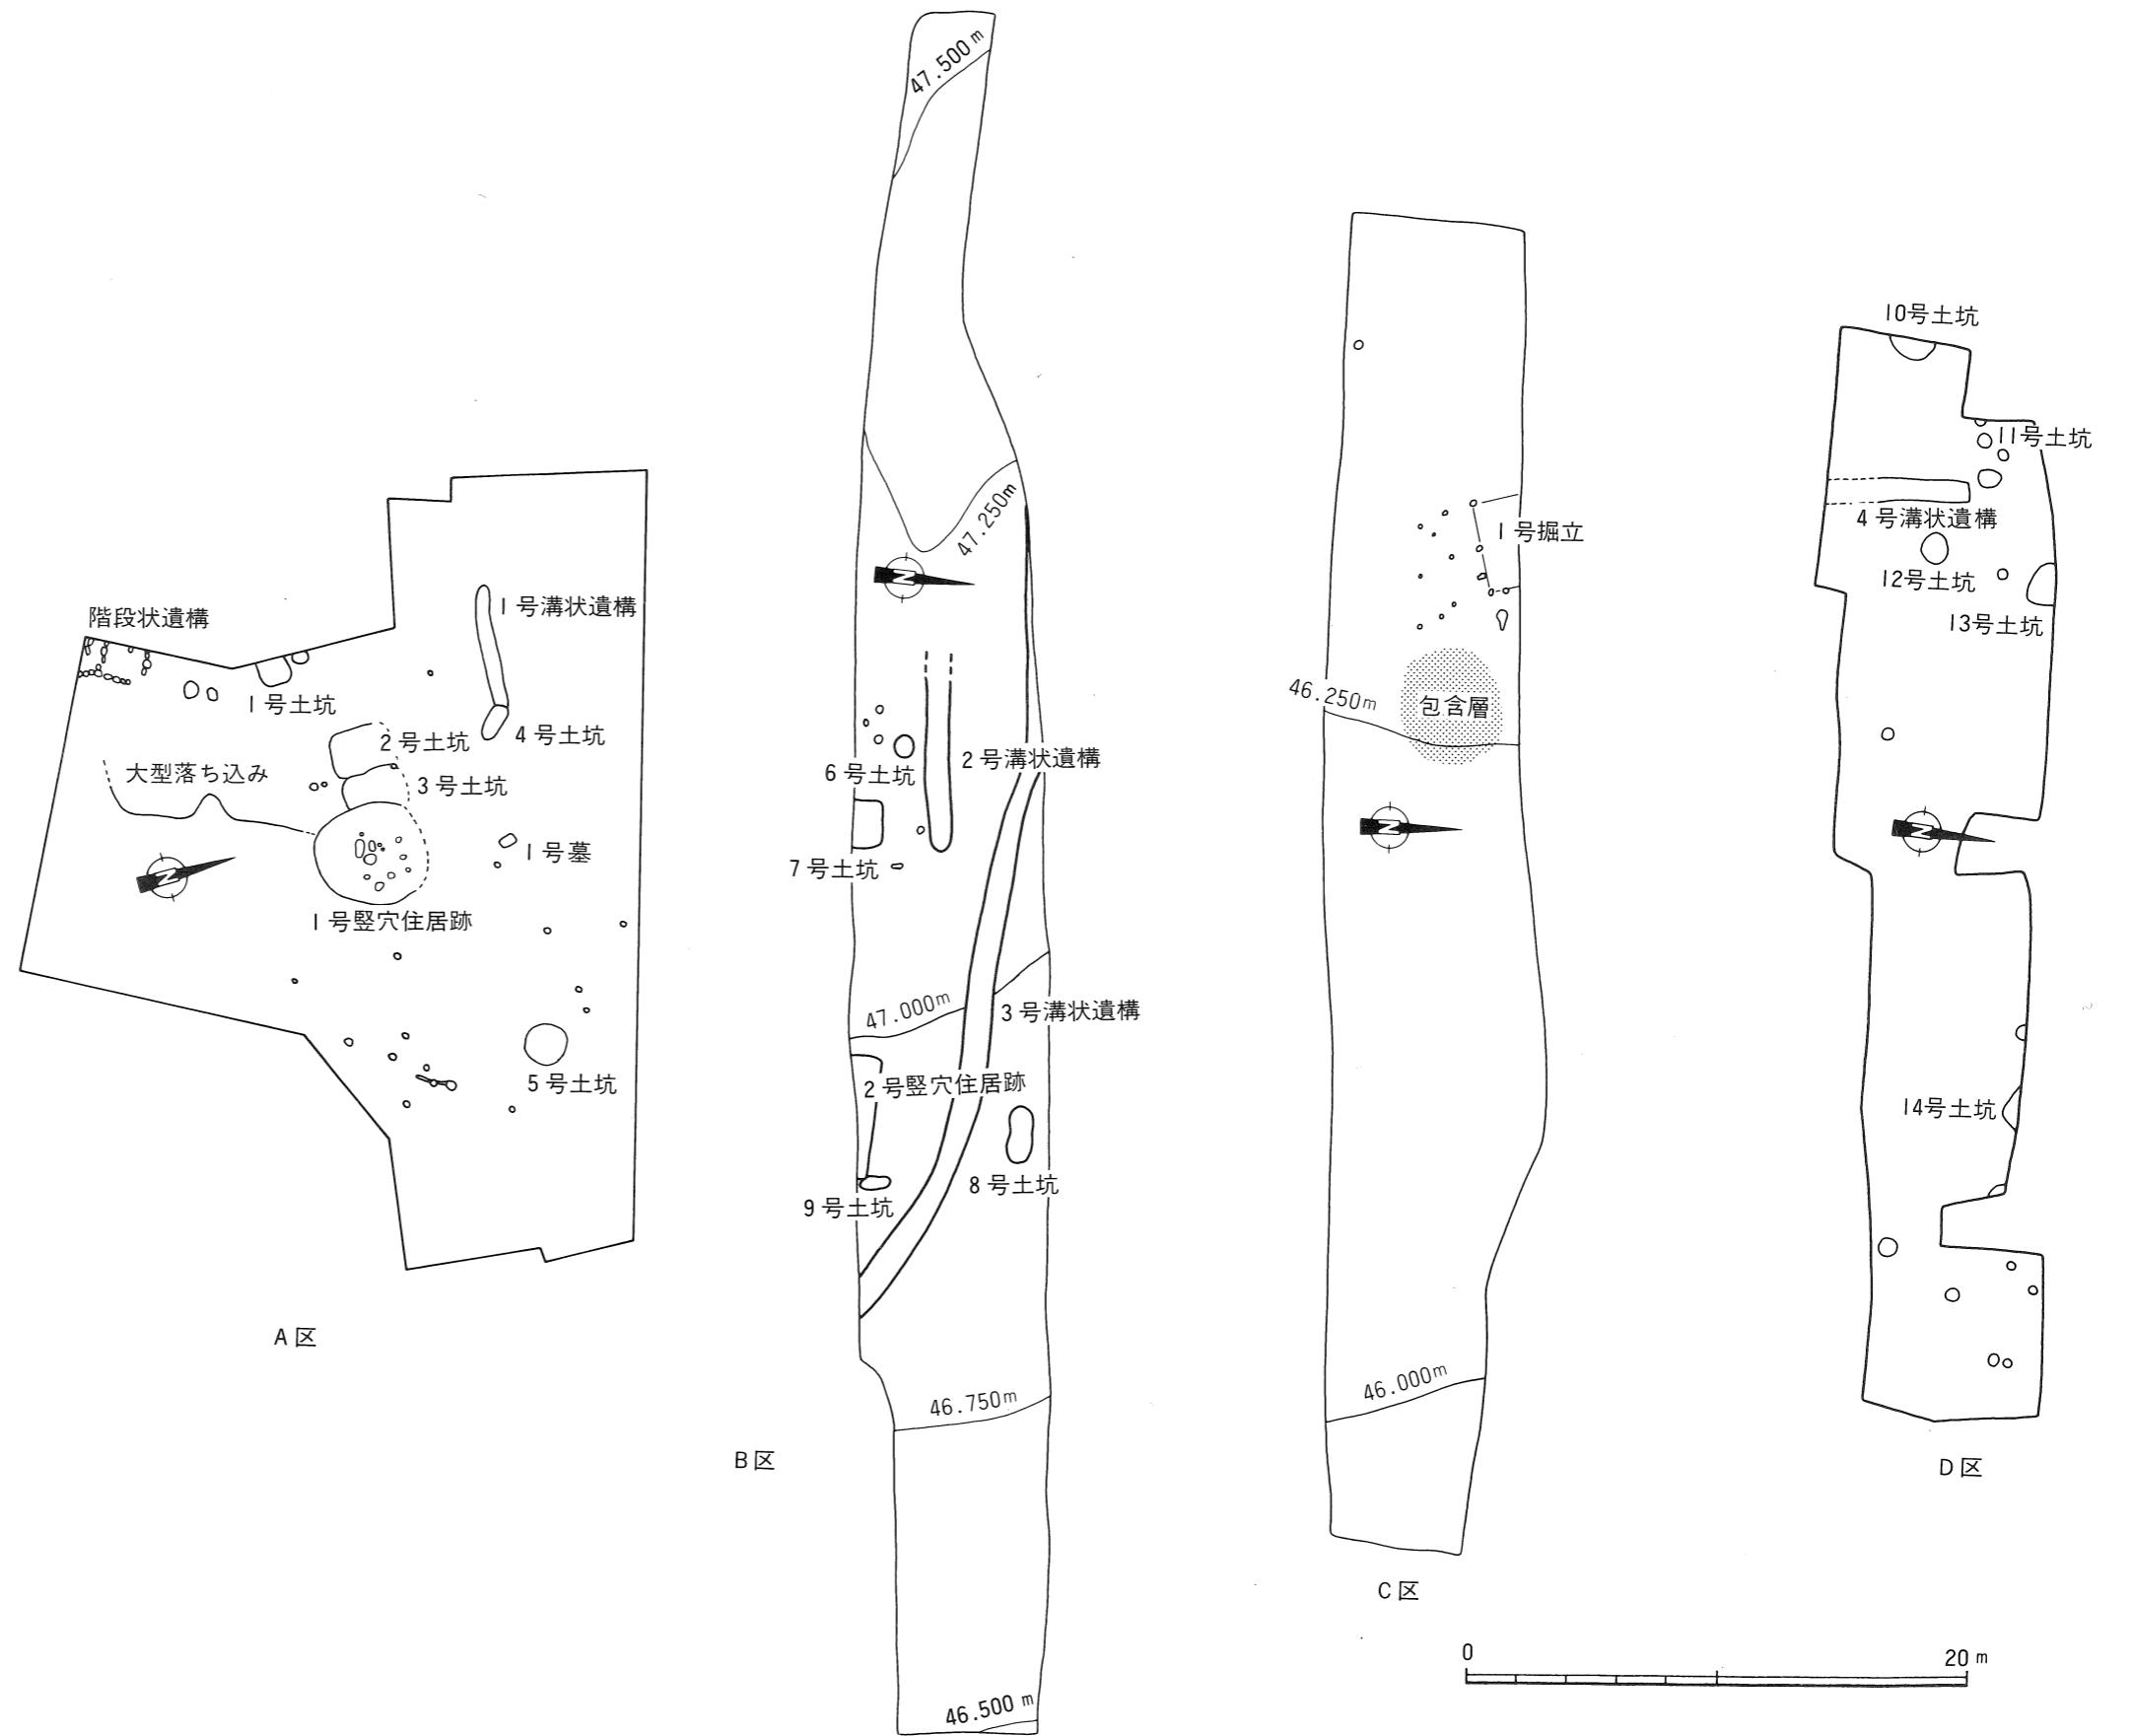 階段状遺構
1号溝状遺構
1号土坑
4号土坑
2号土坑
大型落ち込み
3号土坑
1号墓
N
1号竪穴住居跡
5号土坑
A区
47.500m
47.250m
N
2号溝状遺構
6号土坑
7号土坑
47.000m
3号溝状遺構
2号竪穴住居跡
8号土坑
9号土坑
46.750m
46.500m
B区
1号掘立
46.250m
包含層
N
46.000m
C区
10号土坑
11号土坑
4号溝状遺構
12号土坑
13号土坑
N
14号土坑
D区
0 20m